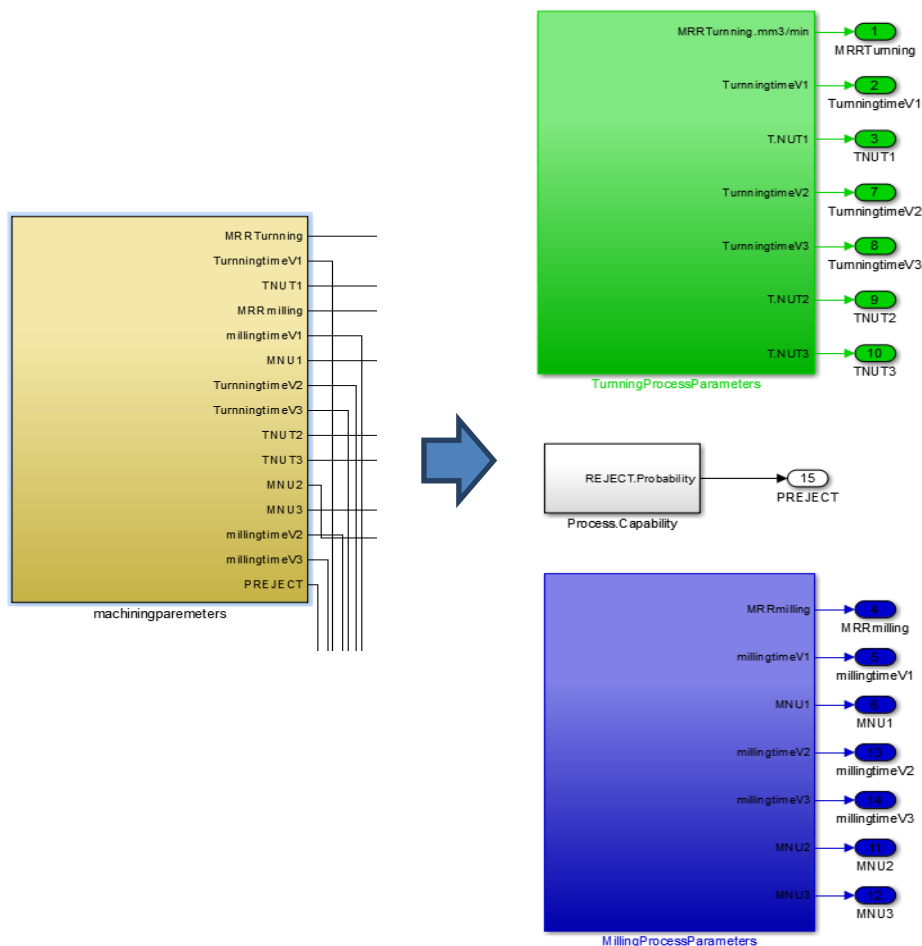 MRRTurnning
TurnningtimeV1
TNUT1
MRRmilling
millingtimeV1
MNU1
TurnningtimeV2
TurnningtimeV3
TNUT2
TNUT3
MNU2
MNU3
millingtimeV2
millingtimeV3
PREJECT
machiningparemeters
MRRTurnning.mm3/min
1
MRRTurnning
TurnningtimeV1
2
TurnningtimeV1
T.NUT1
3
TNUT1
TurnningtimeV2
7
TurnningtimeV2
TurnningtimeV3
8
TurnningtimeV3
T.NUT2
9
TNUT2
T.NUT3
10
TNUT3
TurnningProcessParameters
REJECT.Probability
15
PREJECT
Process.Capability
MRRmilling
4
MRRmilling
millingtimeV1
5
millingtimeV1
MNU1
6
MNU1
millingtimeV2
13
millingtimeV2
millingtimeV3
14
millingtimeV3
MNU2
11
MNU2
MNU3
12
MNU3
MillingProcessParameters